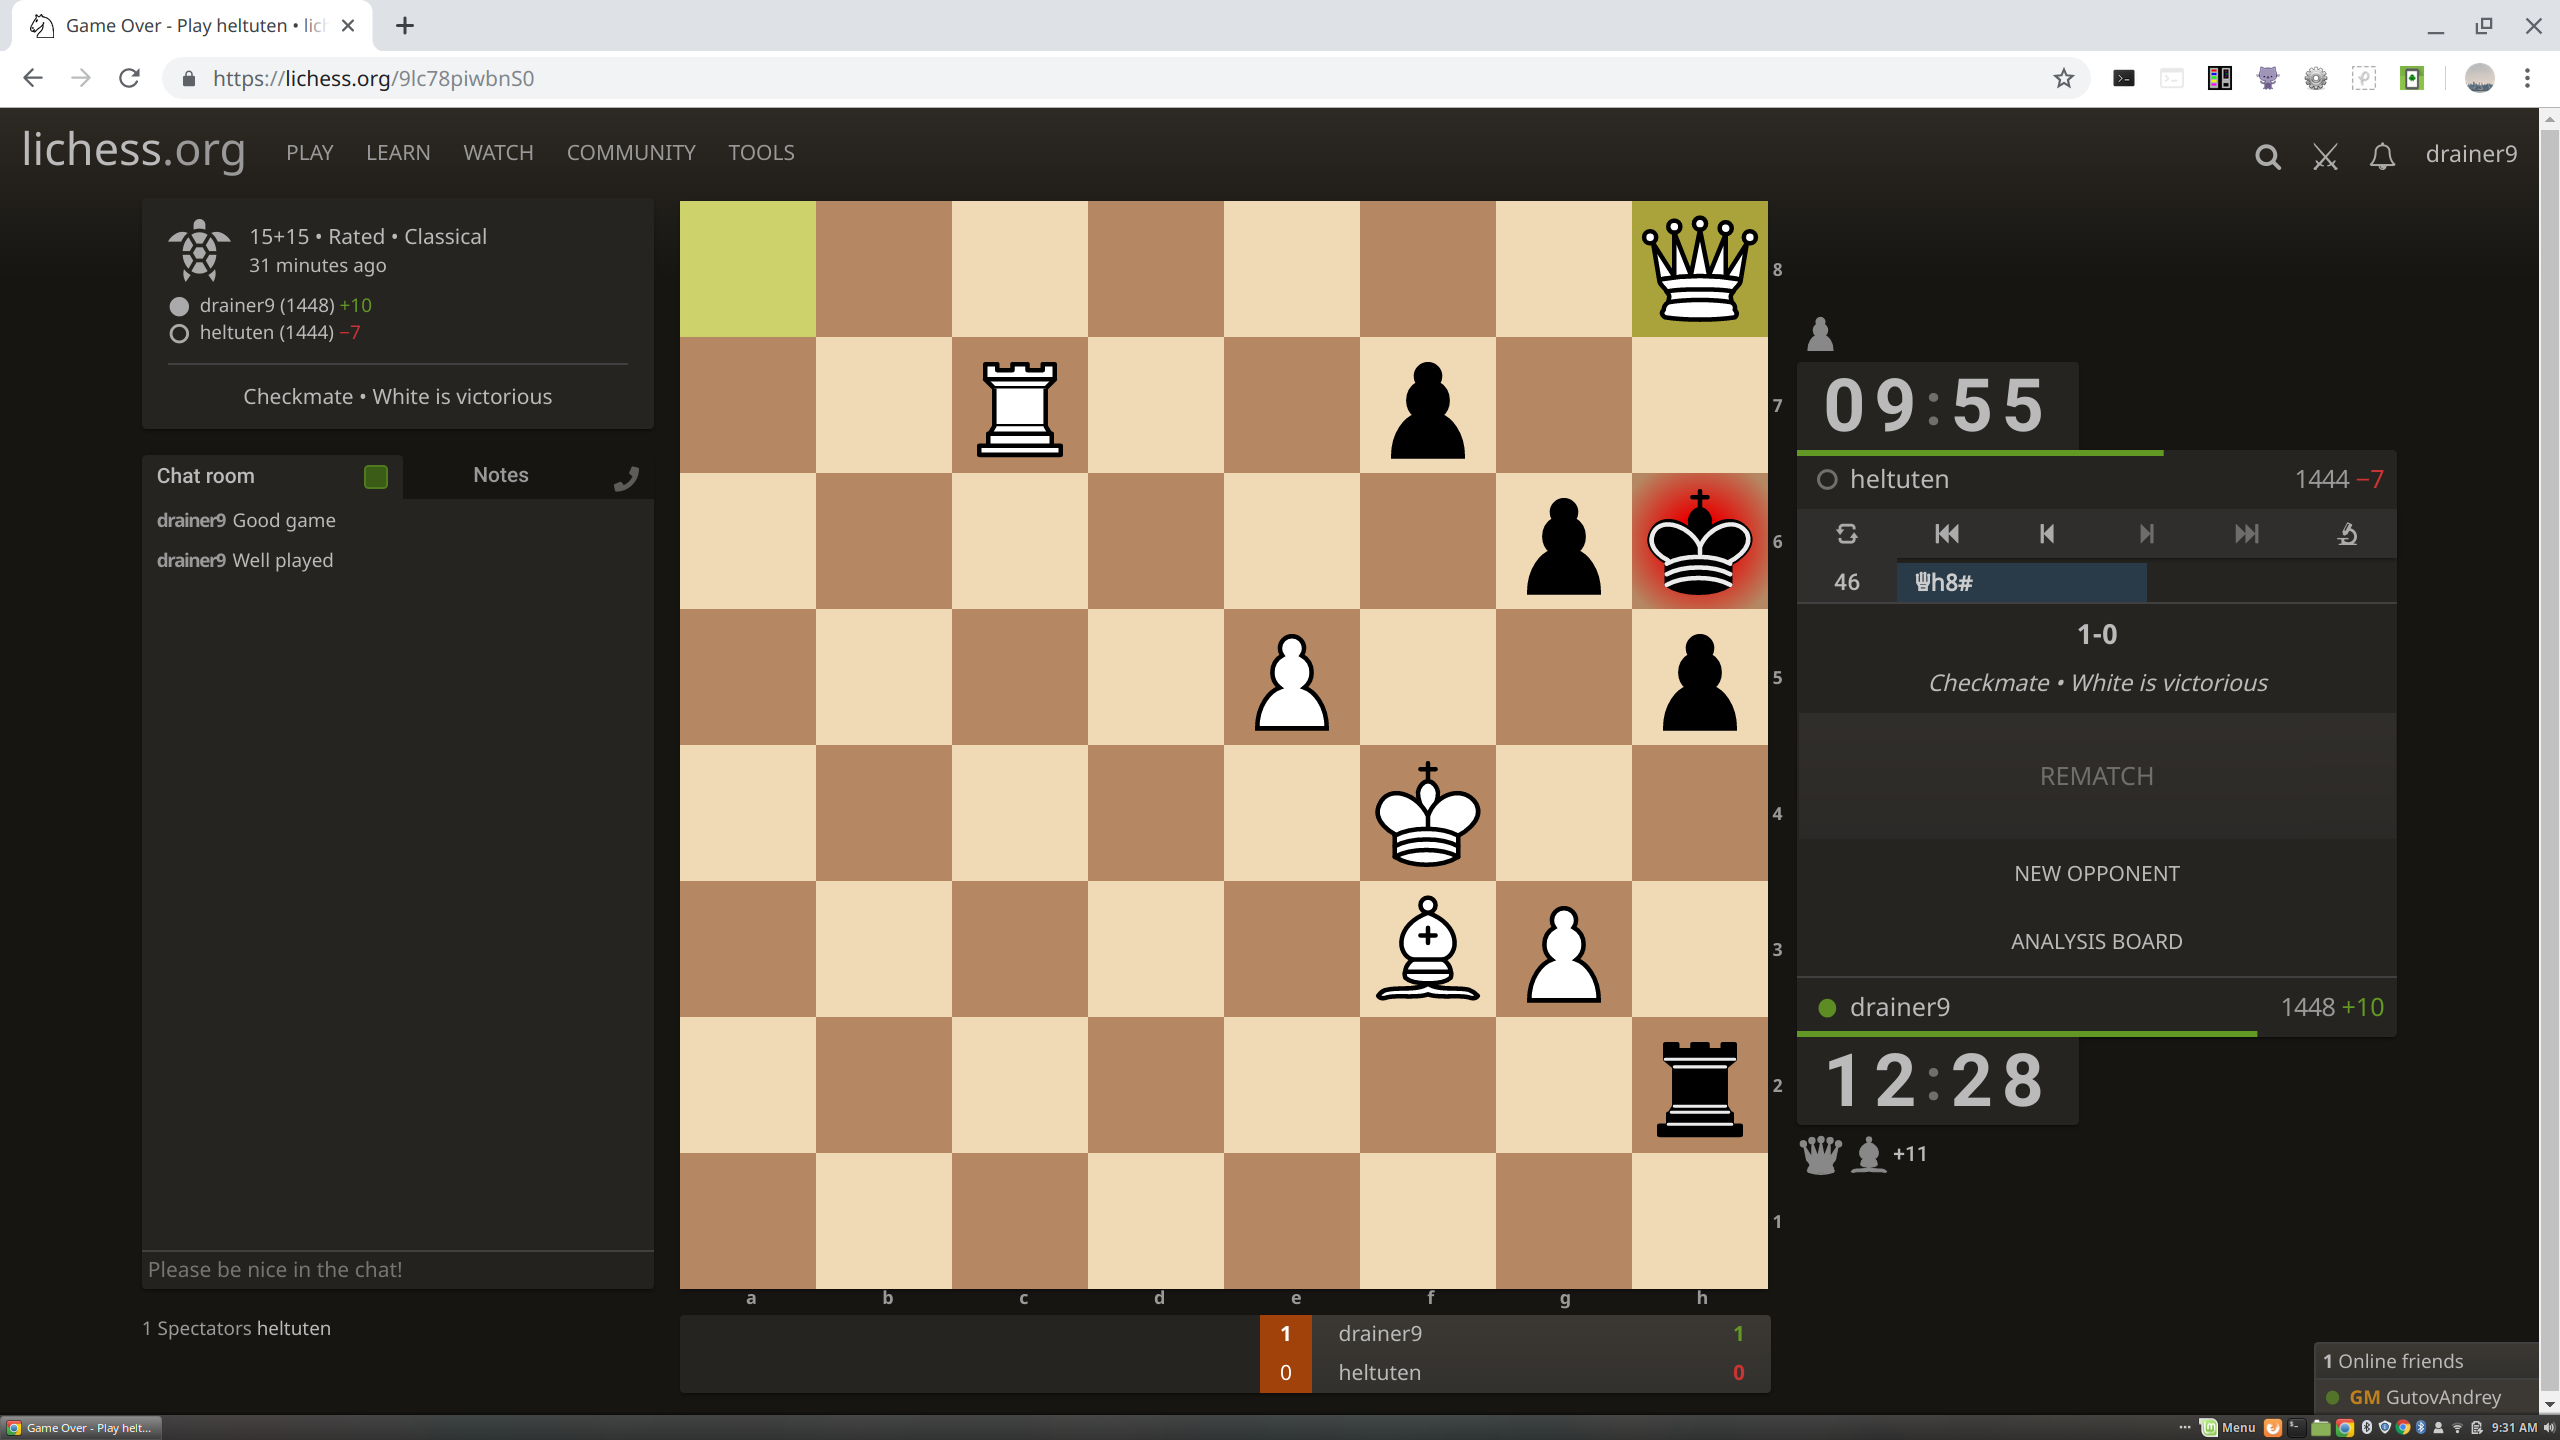 Game Over - Play heltuten • lic
https://lichess.org/9lc78piwbnS0
lichess.org PLAY LEARN WATCH COMMUNITY TOOLS drainer9
15+15 • Rated • Classical
31 minutes ago
drainer9 (1448) +10
heltuten (1444) −7
Checkmate • White is victorious
Chat room Notes
drainer9 Good game
drainer9 Well played
Please be nice in the chat!
1 Spectators heltuten
8
7
6
5
4
3
2
1
a b c d e f g h
1 drainer9 1
0 heltuten 0
09:55
heltuten 1444 −7
46 ♕h8#
1-0
Checkmate • White is victorious
REMATCH
NEW OPPONENT
ANALYSIS BOARD
drainer9 1448 +10
12:28
+11
1 Online friends
GM GutovAndrey
Game Over - Play helt...
Menu 9:31 AM